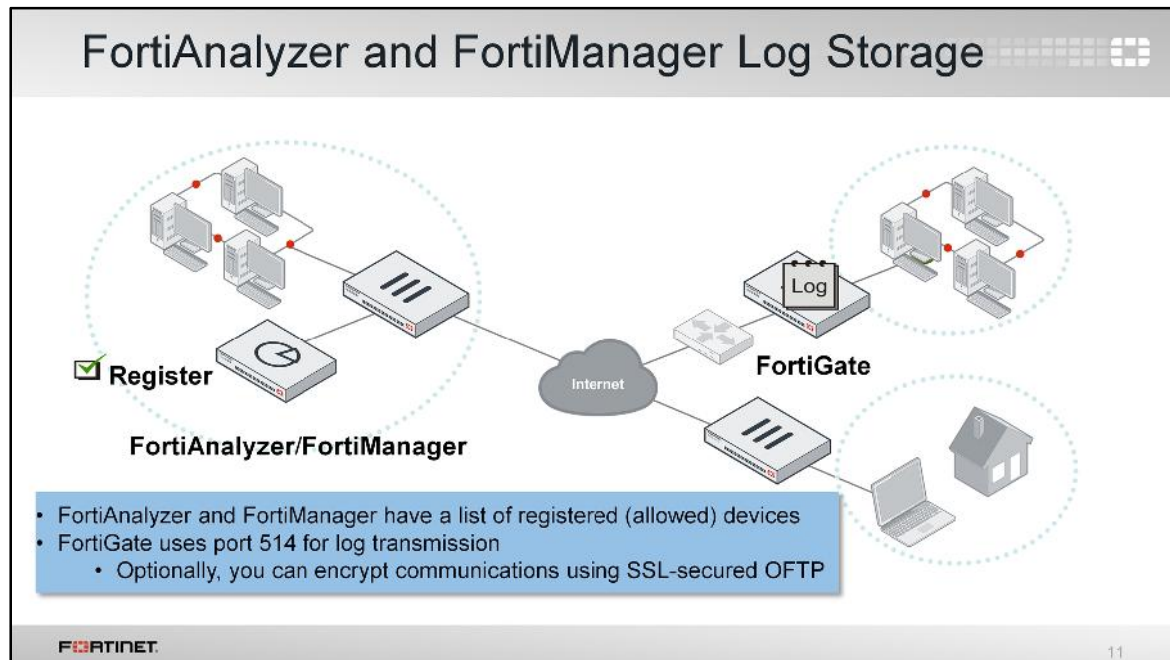 FortiAnalyzer and FortiManager Log Storage
Log
Register
FortiGate
Internet
FortiAnalyzer/FortiManager
• FortiAnalyzer and FortiManager have a list of registered (allowed) devices
• FortiGate uses port 514 for log transmission
• Optionally, you can encrypt communications using SSL-secured OFTP
FORTINET
11